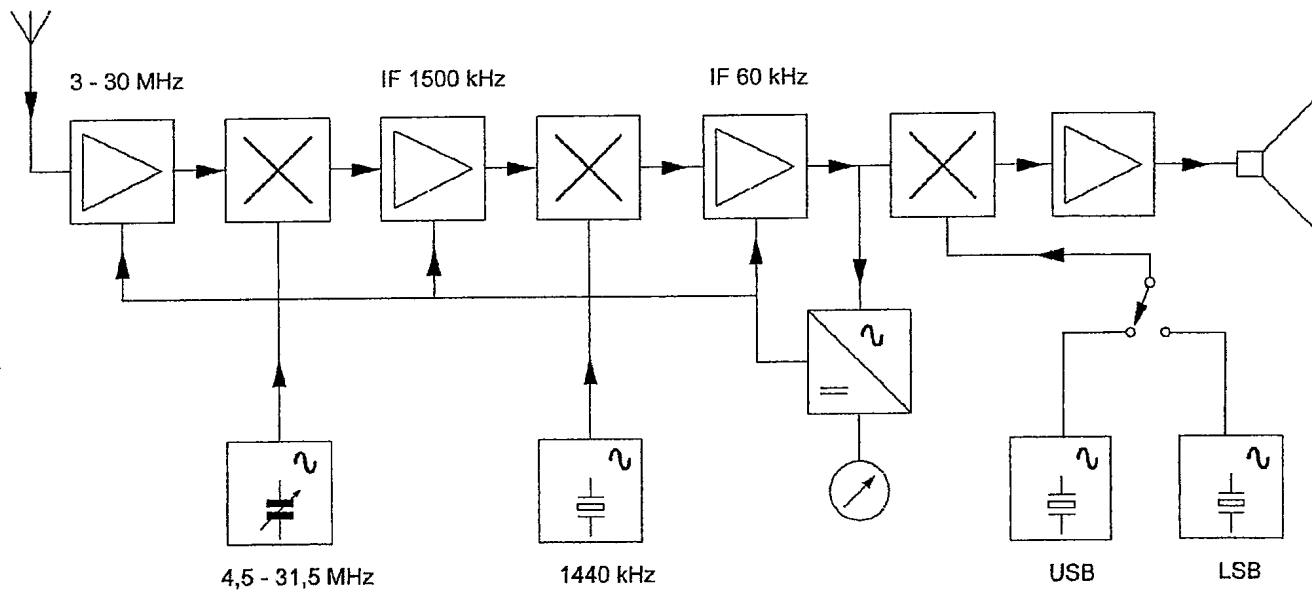 3 - 30 MHz
IF 1500 kHz
IF 60 kHz
4,5 - 31,5 MHz
1440 kHz
USB
LSB